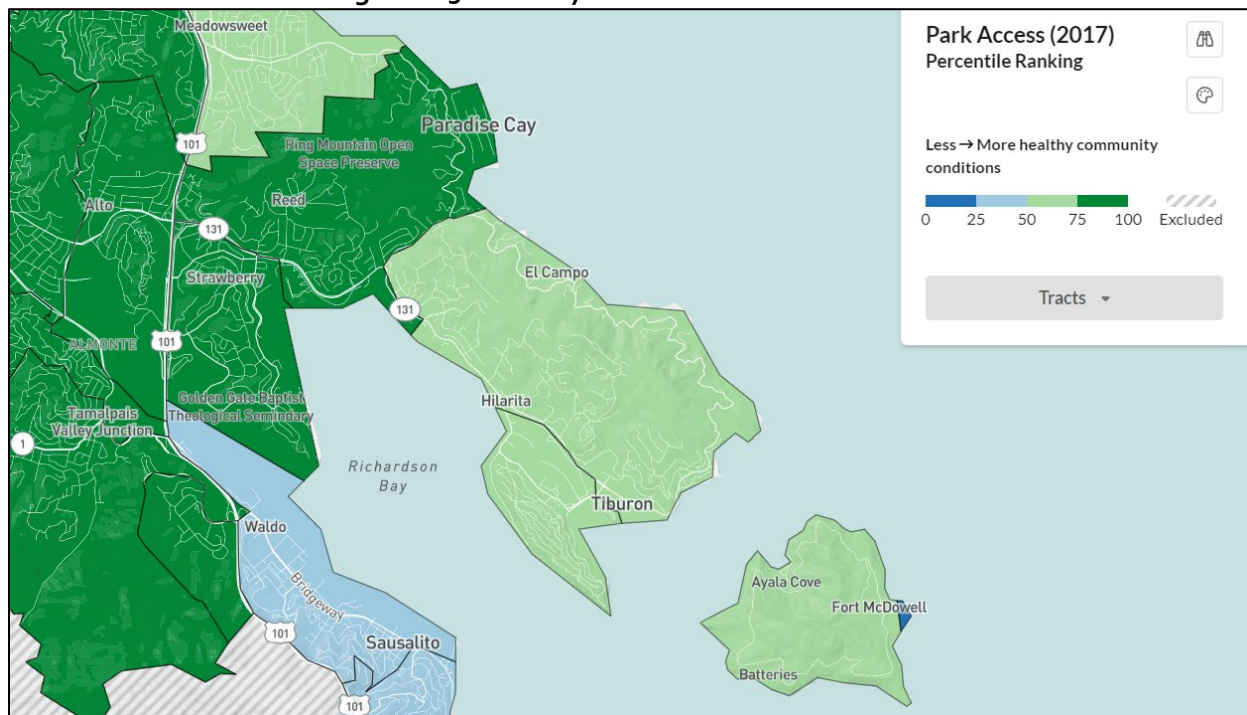 Meadowsweet
Paradise Cay
101
Ring Mountain Open
Space Preserve
Reed
Alto
131
Strawberry
El Campo
131
101
ALMONTE
Hilarita
Golden Gate Baptist
Theological Semindary
Tamalpais
Valley Junction
1
Richardson
Bay
Tiburon
Waldo
Ayala Cove
Bridgeway
Fort McDowell
101
Sausalito
Batteries
101
Park Access (2017)
Percentile Ranking
Less → More healthy community
conditions
0 25 50 75 100 Excluded
Tracts